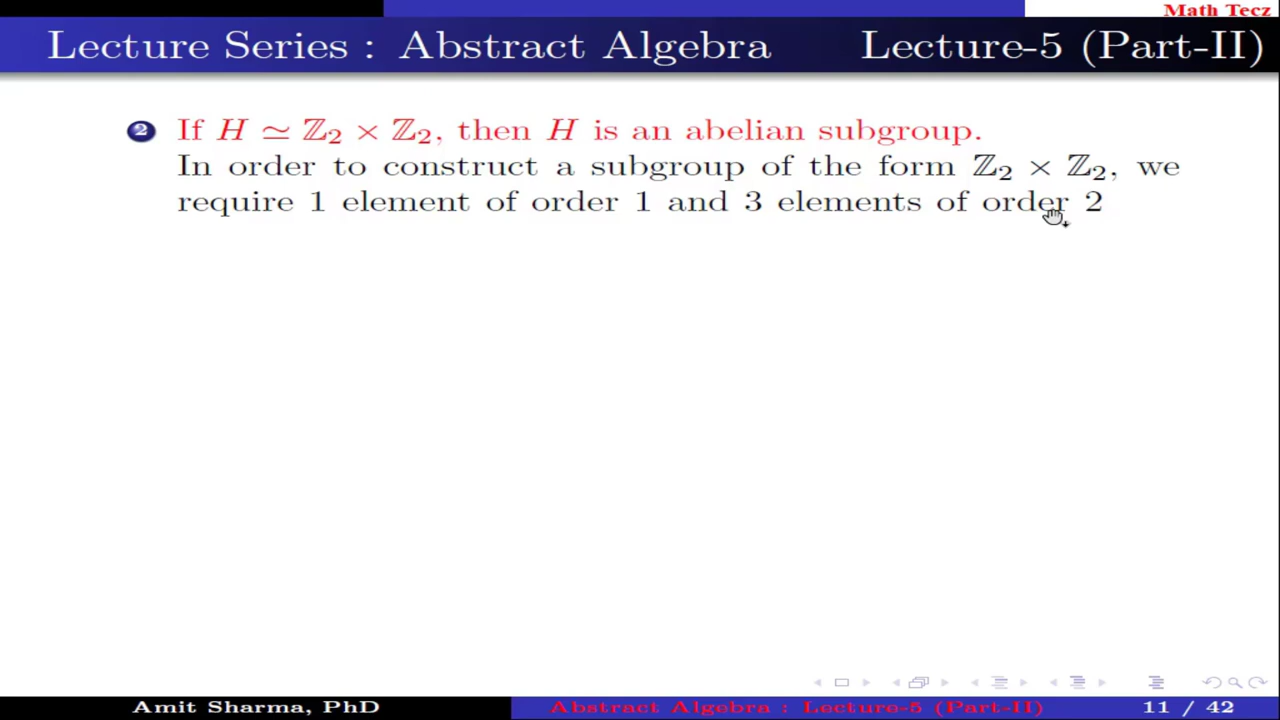 Math Tecz
Lecture Series : Abstract Algebra Lecture-5 (Part-II)
2 If H ≃ ℤ₂ × ℤ₂, then H is an abelian subgroup.
In order to construct a subgroup of the form ℤ₂ × ℤ₂, we
require 1 element of order 1 and 3 elements of order 2
Amit Sharma, PhD Abstract Algebra : Lecture-5 (Part-II) 11 / 42